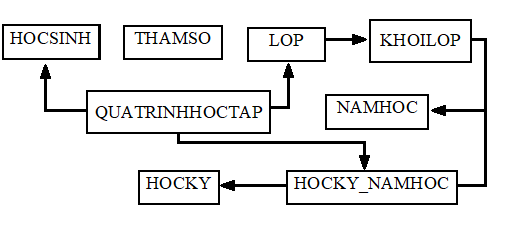 HOCSINH
THAMSO
LOP
KHOILOP
QUATRINHHOCTAP
NAMHOC
HOCKY
HOCKY_NAMHOC